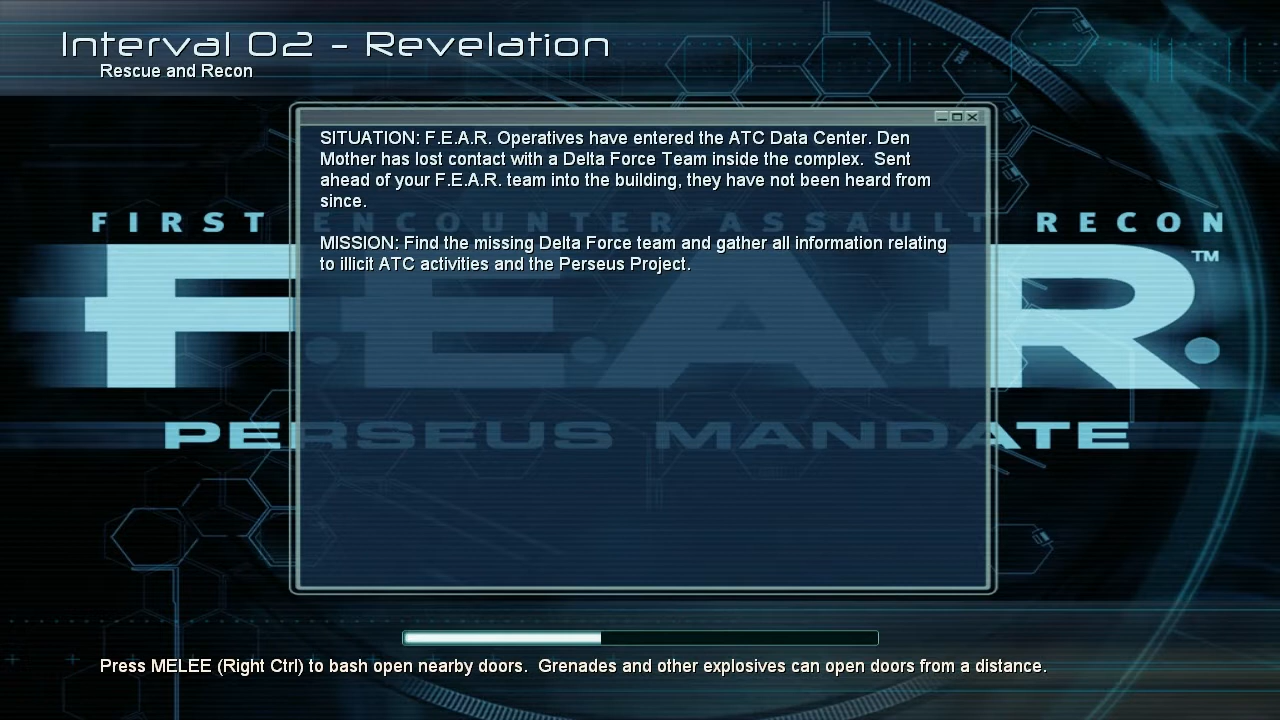 Interval 02 - Revelation
Rescue and Recon
SITUATION: F.E.A.R. Operatives have entered the ATC Data Center. Den
Mother has lost contact with a Delta Force Team inside the complex.  Sent
ahead of your F.E.A.R. team into the building, they have not been heard from
since.
FIRST ENCOUNTER ASSAULT RECON
MISSION: Find the missing Delta Force team and gather all information relating
to illicit ATC activities and the Perseus Project.
F.E.A.R.™
PERSEUS MANDATE
Press MELEE (Right Ctrl) to bash open nearby doors.  Grenades and other explosives can open doors from a distance.